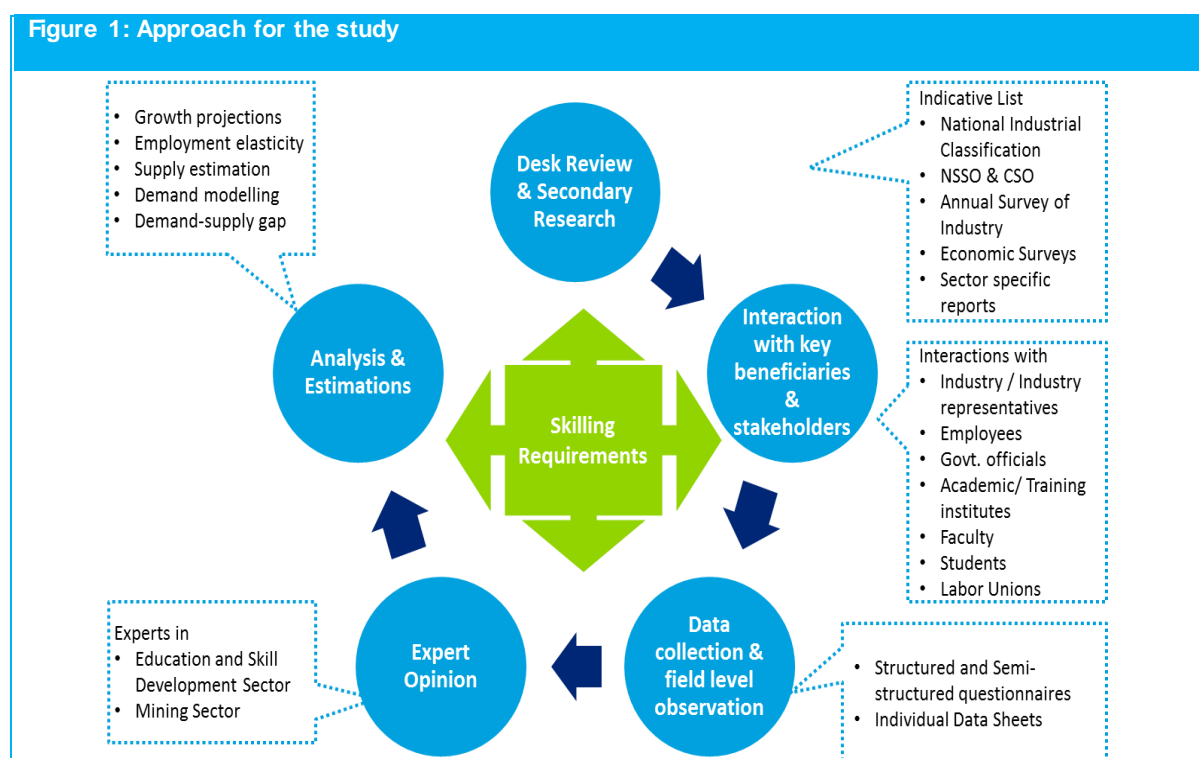 Figure 1: Approach for the study
• Growth projections
• Employment elasticity
• Supply estimation
• Demand modelling
• Demand-supply gap
Desk Review
& Secondary
Research
Indicative List
• National Industrial
Classification
• NSSO & CSO
• Annual Survey of
Industry
• Economic Surveys
• Sector specific
reports
Interaction
with key
beneficiaries
&
stakeholders
Interactions with
• Industry / Industry
representatives
• Employees
• Govt. officials
• Academic/ Training
institutes
• Faculty
• Students
• Labor Unions
Analysis &
Estimations
Skilling
Requirements
Data
collection &
field level
observation
• Structured and Semi-
structured questionnaires
• Individual Data Sheets
Expert
Opinion
Experts in
• Education and Skill
Development Sector
• Mining Sector